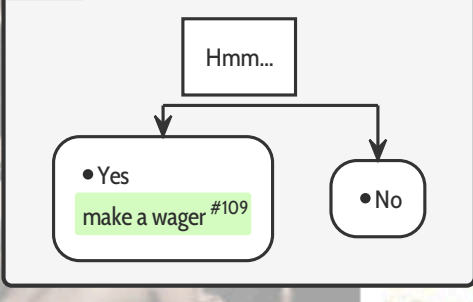 Hmm...
• Yes
make a wager #109
• No